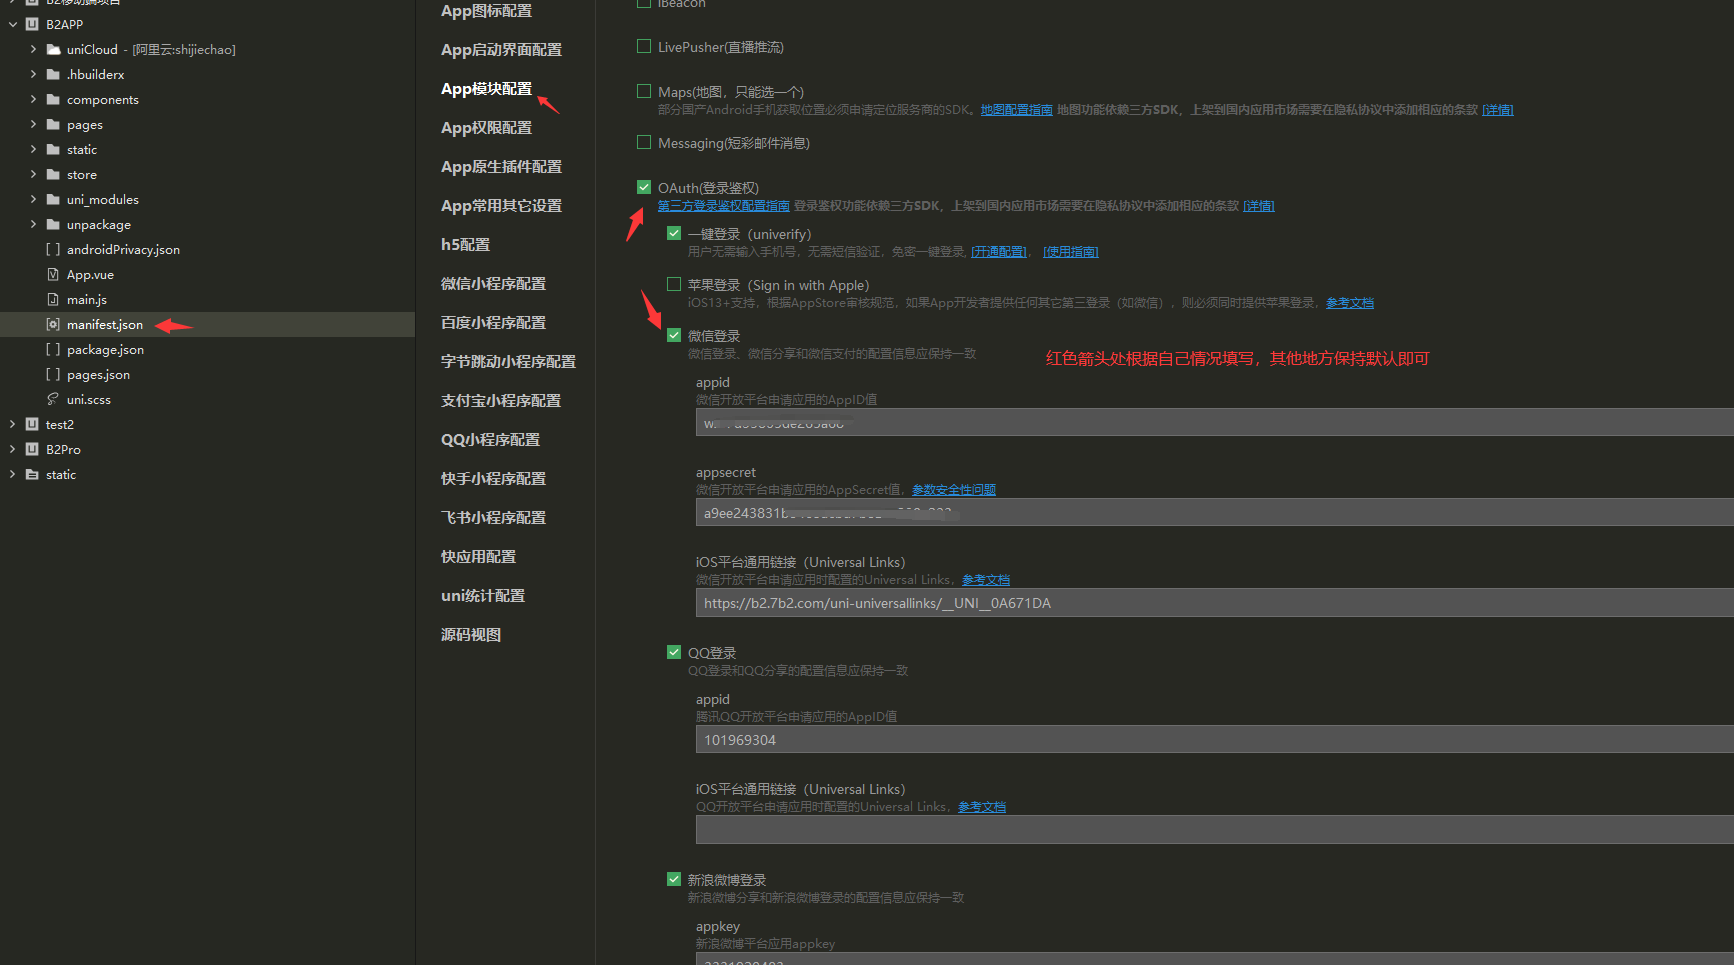 B2APP
uniCloud - [阿里云:shijiechao]
.hbuilderx
components
pages
static
store
uni_modules
unpackage
androidPrivacy.json
App.vue
main.js
manifest.json
package.json
pages.json
uni.scss
test2
B2Pro
static
App图标配置
App启动界面配置
App模块配置
App权限配置
App原生插件配置
App常用其它设置
h5配置
微信小程序配置
百度小程序配置
字节跳动小程序配置
支付宝小程序配置
QQ小程序配置
快手小程序配置
飞书小程序配置
快应用配置
uni统计配置
源码视图
iBeacon
LivePusher(直播推流)
Maps(地图，只能选一个)
部分国产Android手机获取位置必须申请定位服务商的SDK。地图配置指南 地图功能依赖三方SDK，上架到国内应用市场需要在隐私协议中添加相应的条款 [详情]
Messaging(短彩邮件消息)
OAuth(登录鉴权)
第三方登录鉴权配置指南 登录鉴权功能依赖三方SDK，上架到国内应用市场需要在隐私协议中添加相应的条款 [详情]
一键登录（univerify）
用户无需输入手机号，无需短信验证，免密一键登录, [开通配置]， [使用指南]
苹果登录（Sign in with Apple）
iOS13+支持，根据AppStore审核规范，如果App开发者提供任何其它第三登录（如微信），则必须同时提供苹果登录，参考文档
微信登录
微信登录、微信分享和微信支付的配置信息应保持一致
红色箭头处根据自己情况填写，其他地方保持默认即可
appid
微信开放平台申请应用的AppID值
appsecret
微信开放平台申请应用的AppSecret值，参数安全性问题
a9ee243831b
iOS平台通用链接（Universal Links）
微信开放平台申请应用时配置的Universal Links，参考文档
https://b2.7b2.com/uni-universallinks/__UNI__0A671DA
QQ登录
QQ登录和QQ分享的配置信息应保持一致
appid
腾讯QQ开放平台申请应用的AppID值
101969304
iOS平台通用链接（Universal Links）
QQ开放平台申请应用时配置的Universal Links，参考文档
新浪微博登录
新浪微博分享和新浪微博登录的配置信息应保持一致
appkey
新浪微博平台应用appkey